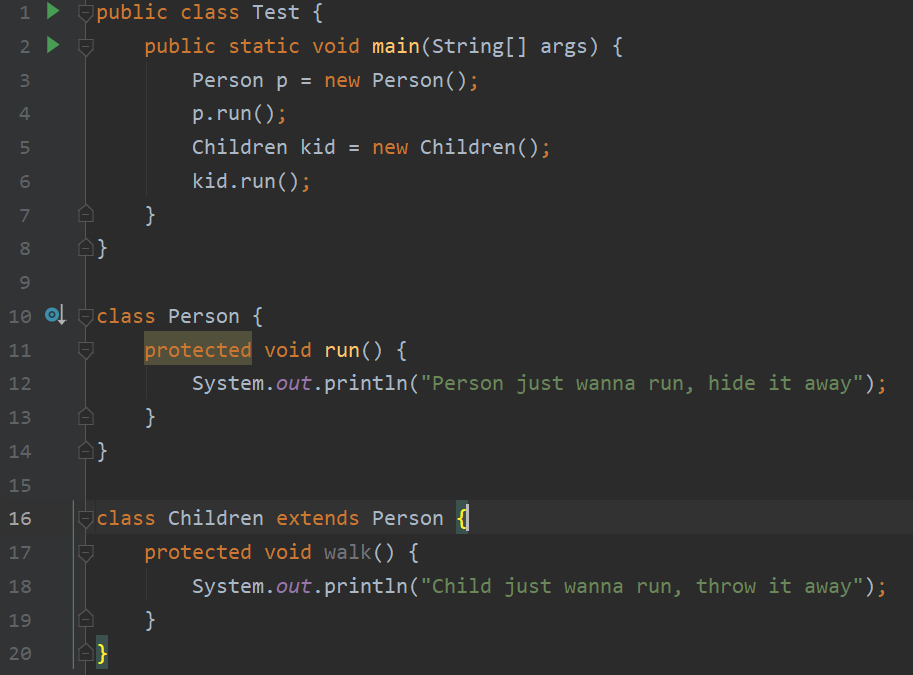 1 public class Test {
2     public static void main(String[] args) {
3         Person p = new Person();
4         p.run();
5         Children kid = new Children();
6         kid.run();
7     }
8 }
9
10 class Person {
11     protected void run() {
12         System.out.println("Person just wanna run, hide it away");
13     }
14 }
15
16 class Children extends Person {
17     protected void walk() {
18         System.out.println("Child just wanna run, throw it away");
19     }
20 }